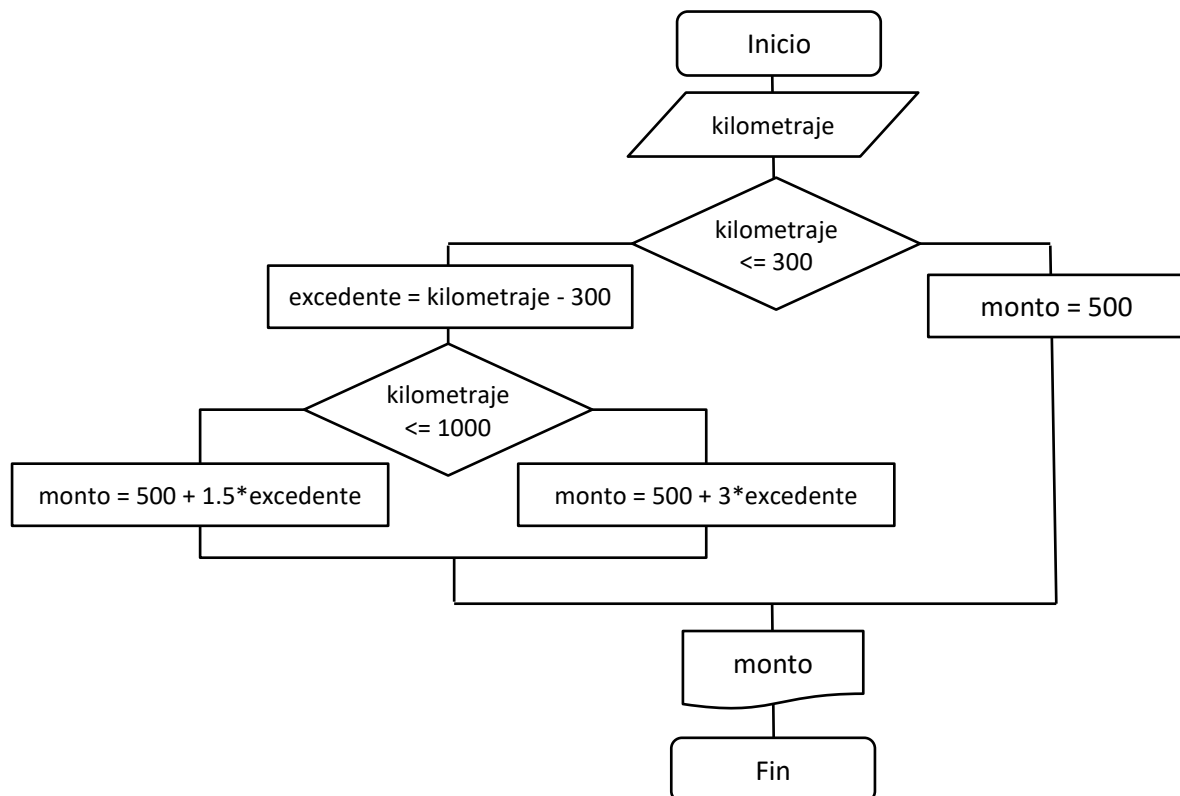 Inicio
kilometraje
kilometraje
<= 300
excedente = kilometraje - 300
monto = 500
kilometraje
<= 1000
monto = 500 + 1.5*excedente
monto = 500 + 3*excedente
monto
Fin